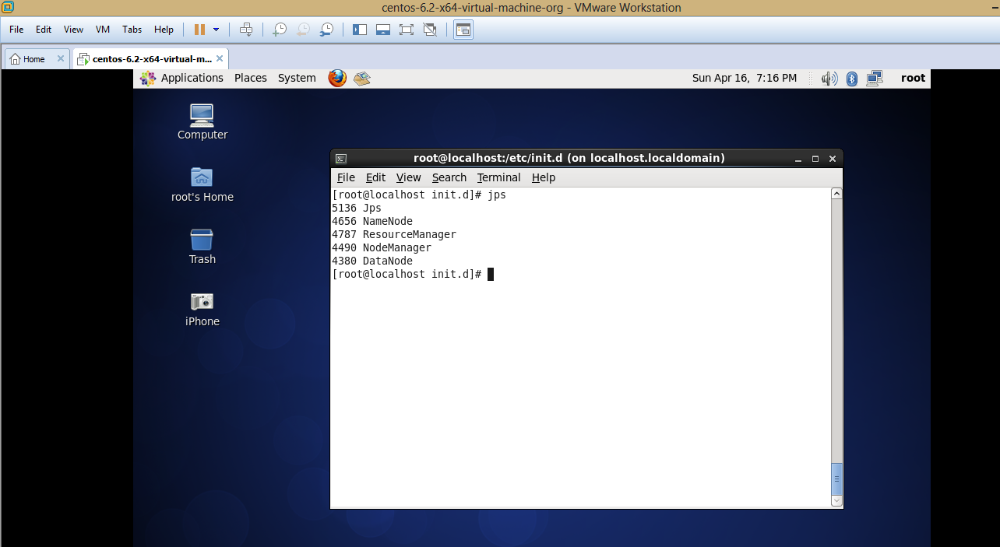 centos-6.2-x64-virtual-machine-org - VMware Workstation
File Edit View VM Tabs Help
Home centos-6.2-x64-virtual-m...
Applications Places System Sun Apr 16, 7:16 PM root
Computer
root's Home
Trash
iPhone
root@localhost:/etc/init.d (on localhost.localdomain)
File Edit View Search Terminal Help
[root@localhost init.d]# jps
5136 Jps
4656 NameNode
4787 ResourceManager
4490 NodeManager
4380 DataNode
[root@localhost init.d]#